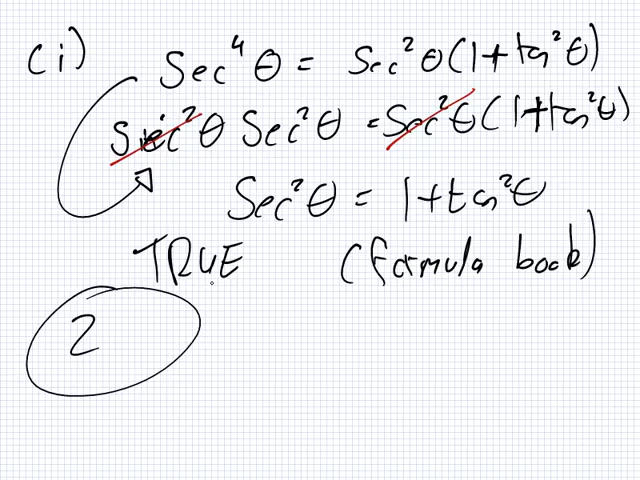 (i) Sec⁴θ = Sec²θ(1+tan²θ)
Sec²θ Sec²θ = Sec²θ(1+tan²θ)
Sec²θ = 1+tan²θ
TRUE (formula book)
2